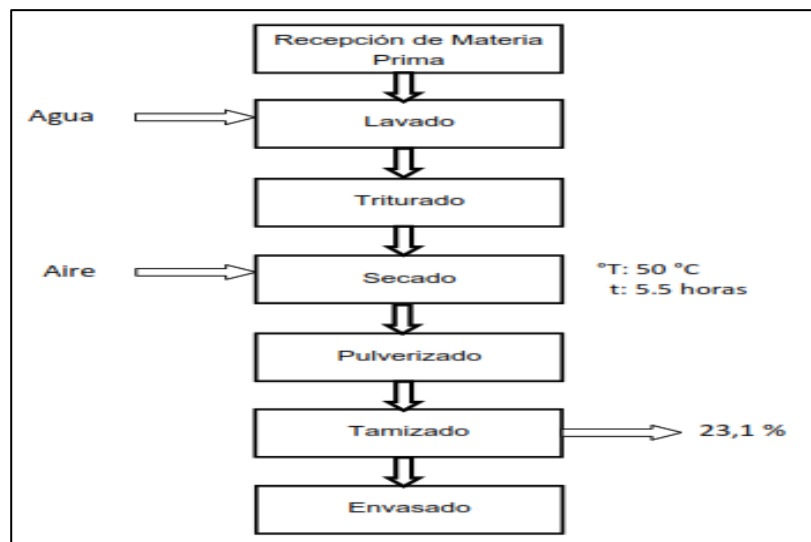 Recepción de Materia
Prima
Agua
Lavado
Triturado
Aire
Secado
°T: 50 °C
t: 5.5 horas
Pulverizado
Tamizado
23,1 %
Envasado